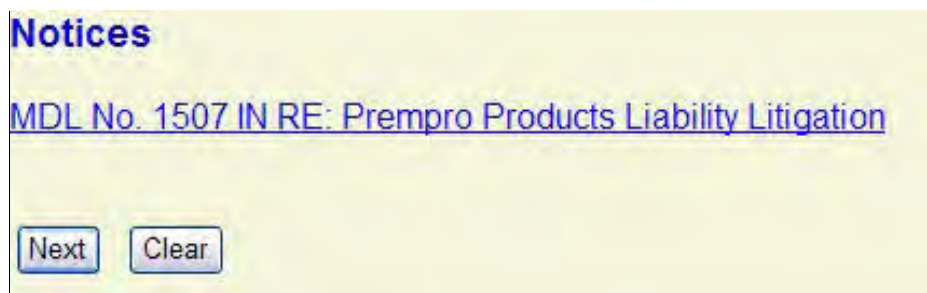 Notices
MDL No. 1507 IN RE: Prempro Products Liability Litigation
Next Clear